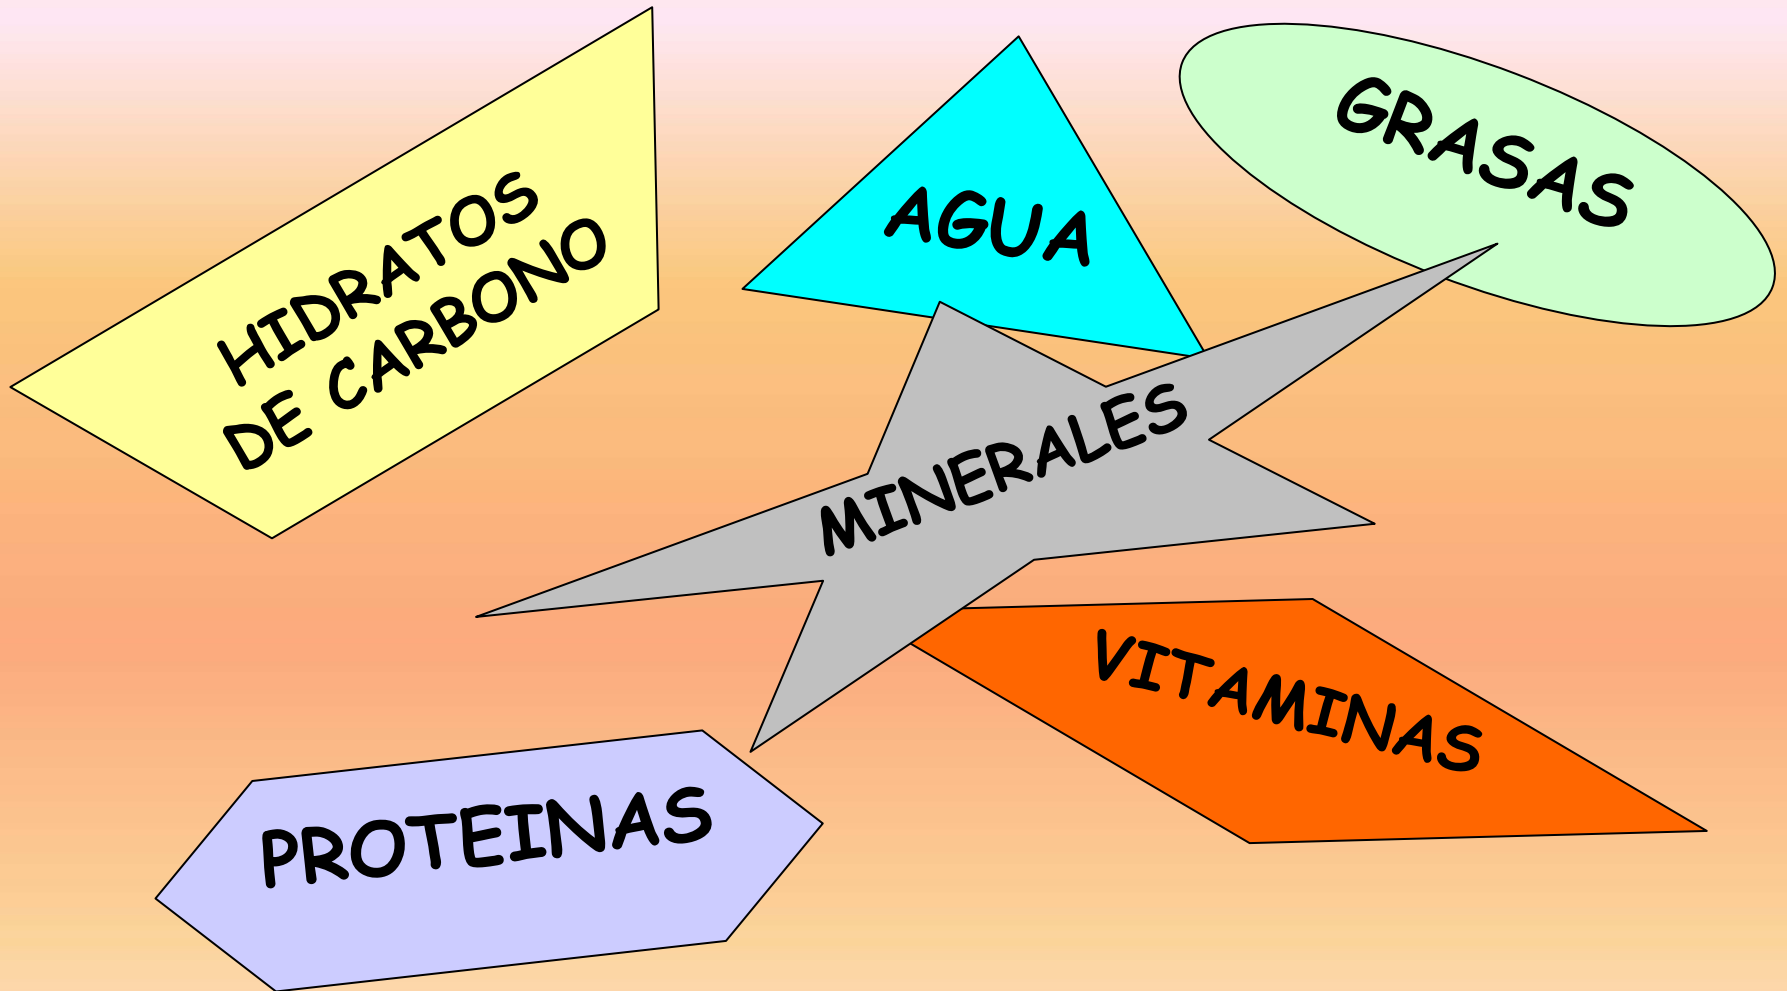 HIDRATOS
DE CARBONO
AGUA
GRASAS
MINERALES
VITAMINAS
PROTEINAS